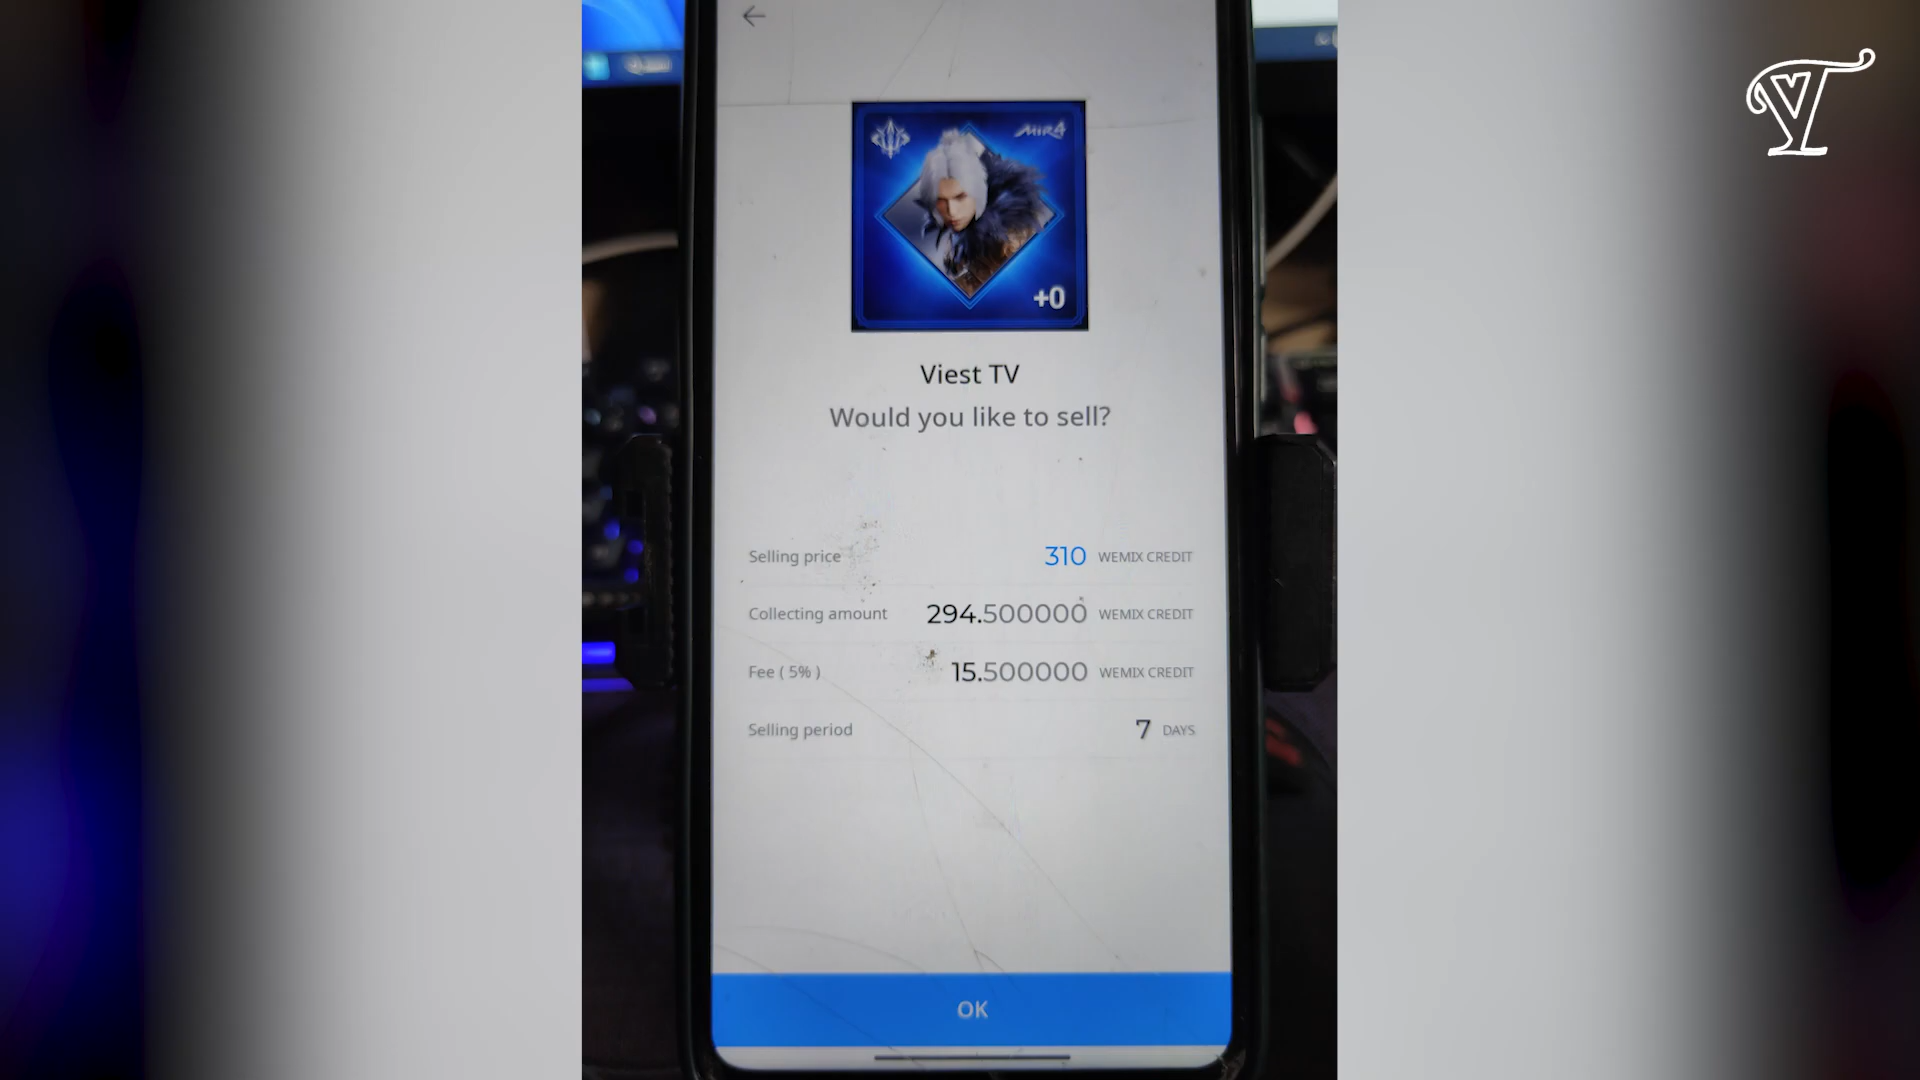 MIR4
+0
Viest TV
Would you like to sell?
Selling price 310 WEMIX CREDIT
Collecting amount 294.500000 WEMIX CREDIT
Fee ( 5% ) 15.500000 WEMIX CREDIT
Selling period 7 DAYS
OK